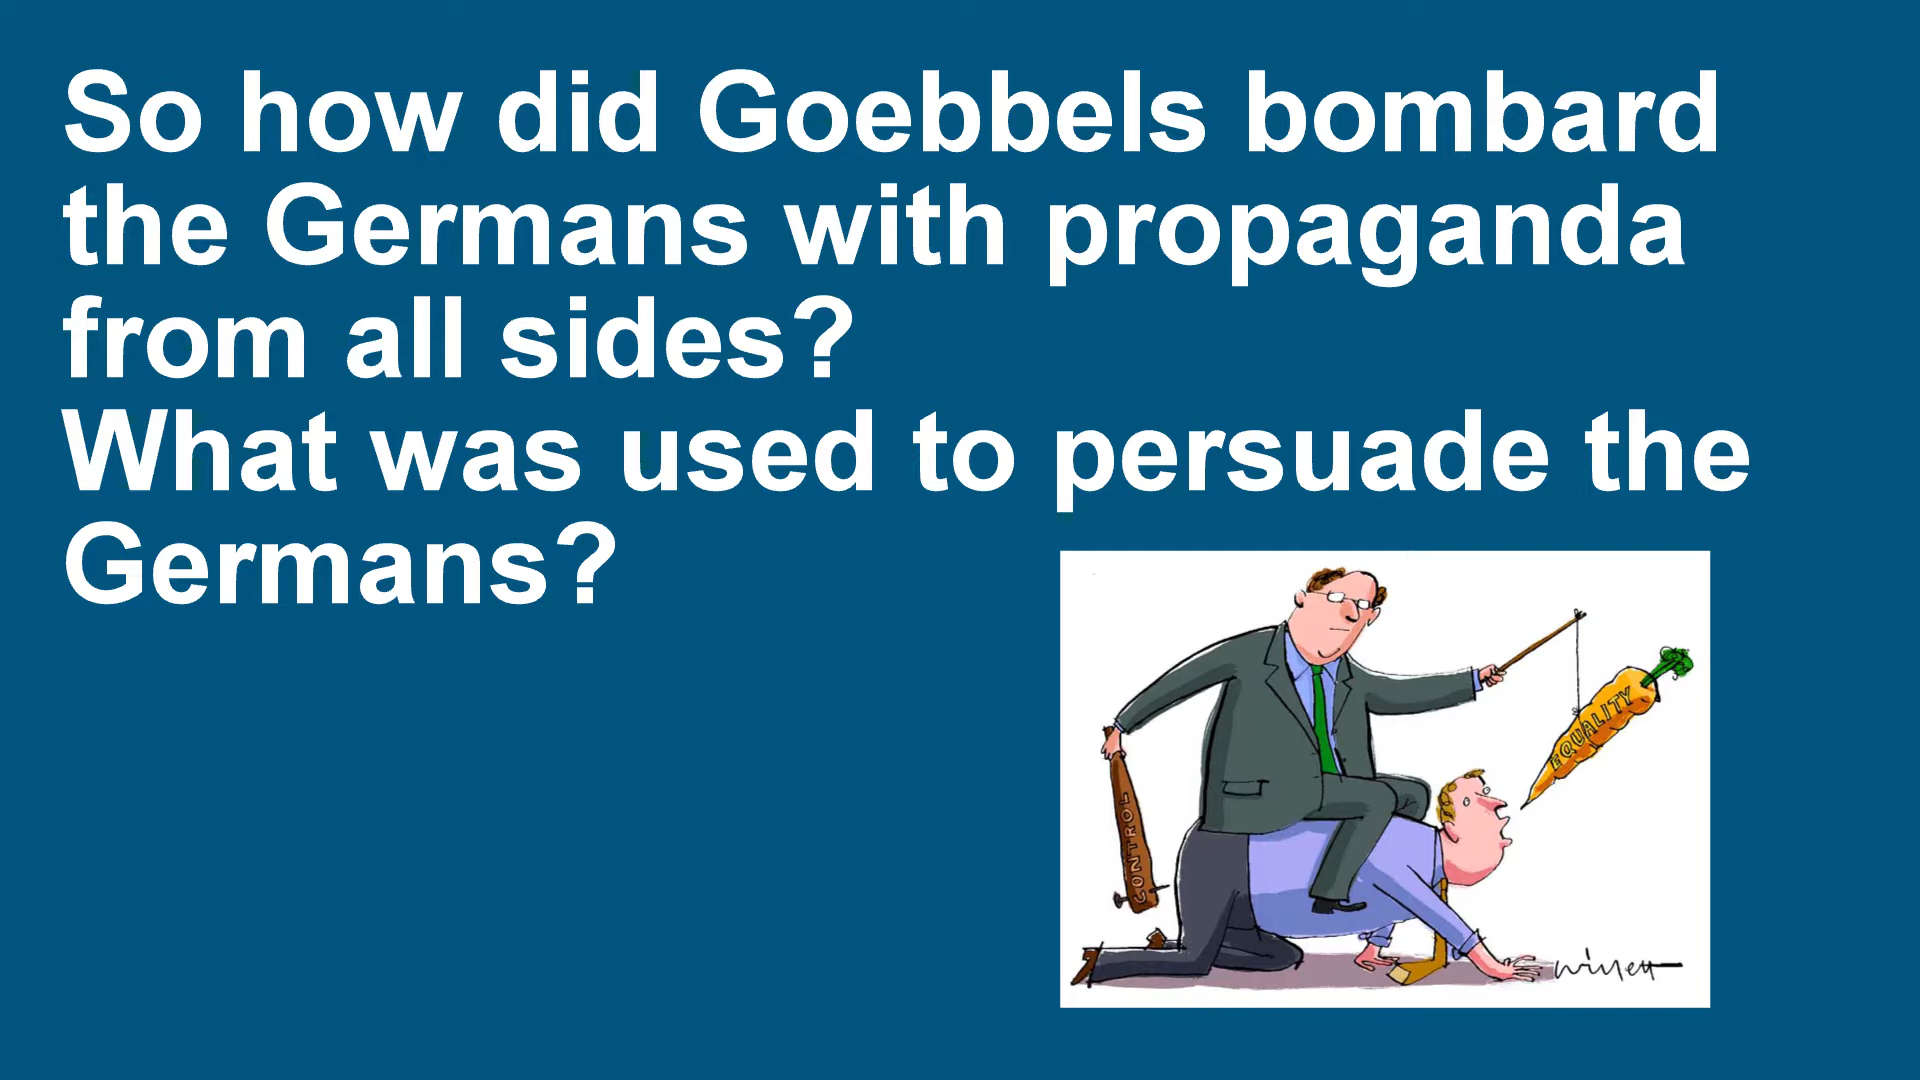 So how did Goebbels bombard
the Germans with propaganda
from all sides?
What was used to persuade the
Germans?
EQUALITY
CONTROL